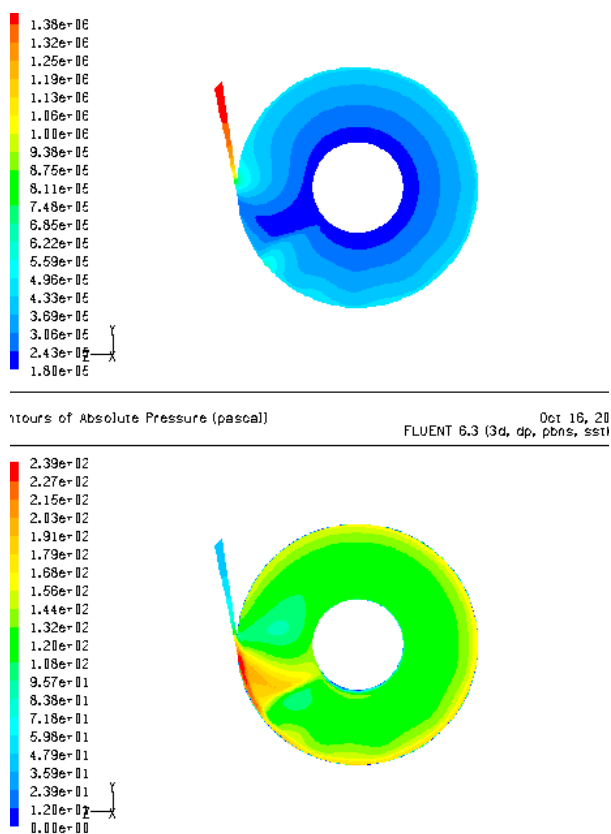 1.38e+06
1.32e+06
1.25e+06
1.19e+06
1.13e+06
1.06e+06
1.00e+06
9.38e+05
8.75e+05
8.11e+05
7.48e+05
6.85e+05
6.22e+05
5.59e+05
4.96e+05
4.33e+05
3.69e+05
3.06e+05
2.43e+05
1.80e+05
Y
Z X
ntours of Absolute Pressure (pascal) Oct 16, 20
FLUENT 6.3 (3d, dp, pbns, sstk
2.39e+02
2.27e+02
2.15e+02
2.03e+02
1.91e+02
1.79e+02
1.68e+02
1.56e+02
1.44e+02
1.32e+02
1.20e+02
1.08e+02
9.57e+01
8.38e+01
7.18e+01
5.98e+01
4.79e+01
3.59e+01
2.39e+01
1.20e+01
0.00e+00
Y
Z X